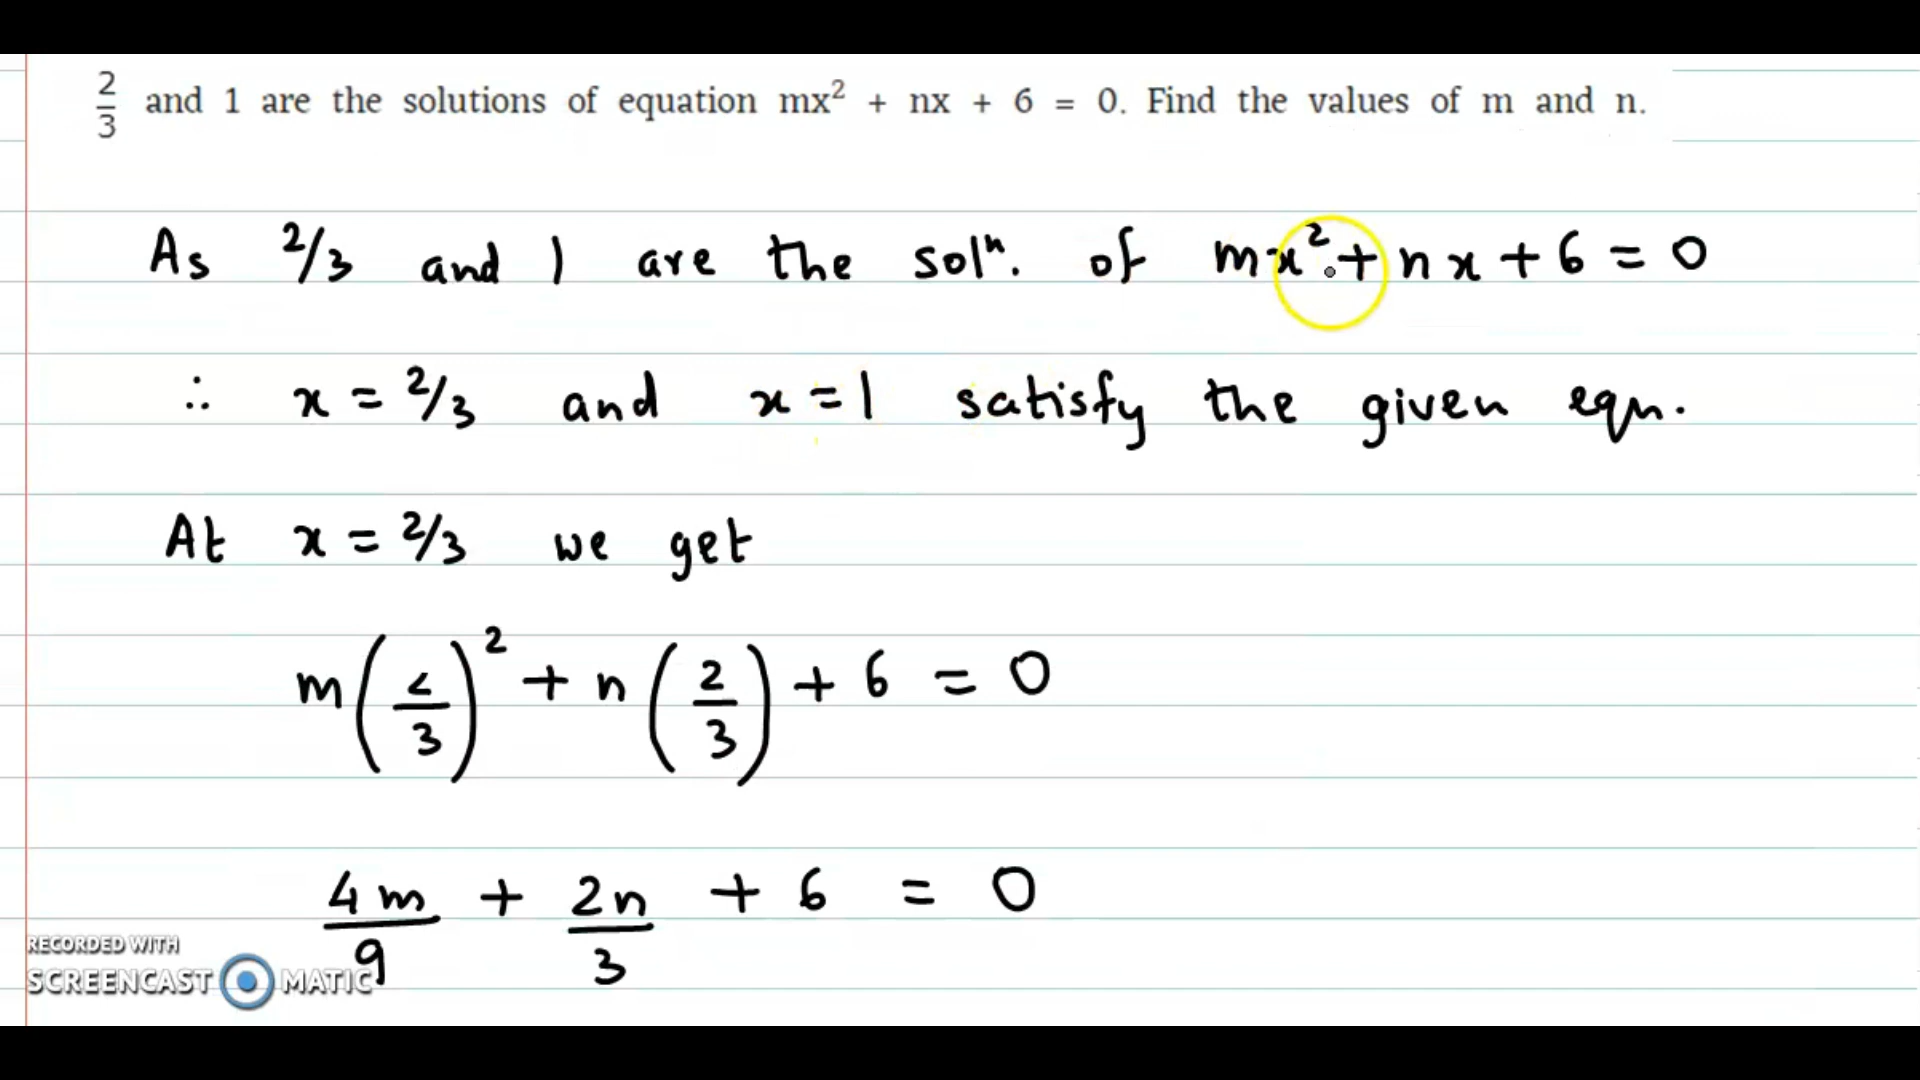 2/3 and 1 are the solutions of equation mx² + nx + 6 = 0. Find the values of m and n.
As 2/3 and 1 are the solⁿ. of mx² + nx + 6 = 0
∴ x = 2/3 and x = 1 satisfy the given eqn.
At x = 2/3 we get
m(2/3)² + n(2/3) + 6 = 0
4m/9 + 2n/3 + 6 = 0
RECORDED WITH
SCREENCAST MATIC